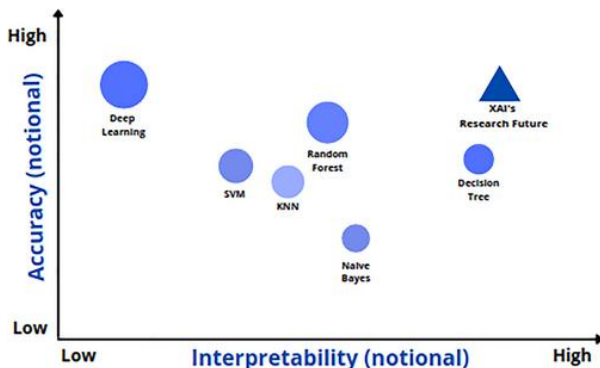 High
Accuracy (notional)
Deep
Learning
XAI's
Research Future
Random
Forest
SVM
KNN
Decision
Tree
Naive
Bayes
Low
Low
Interpretability (notional)
High